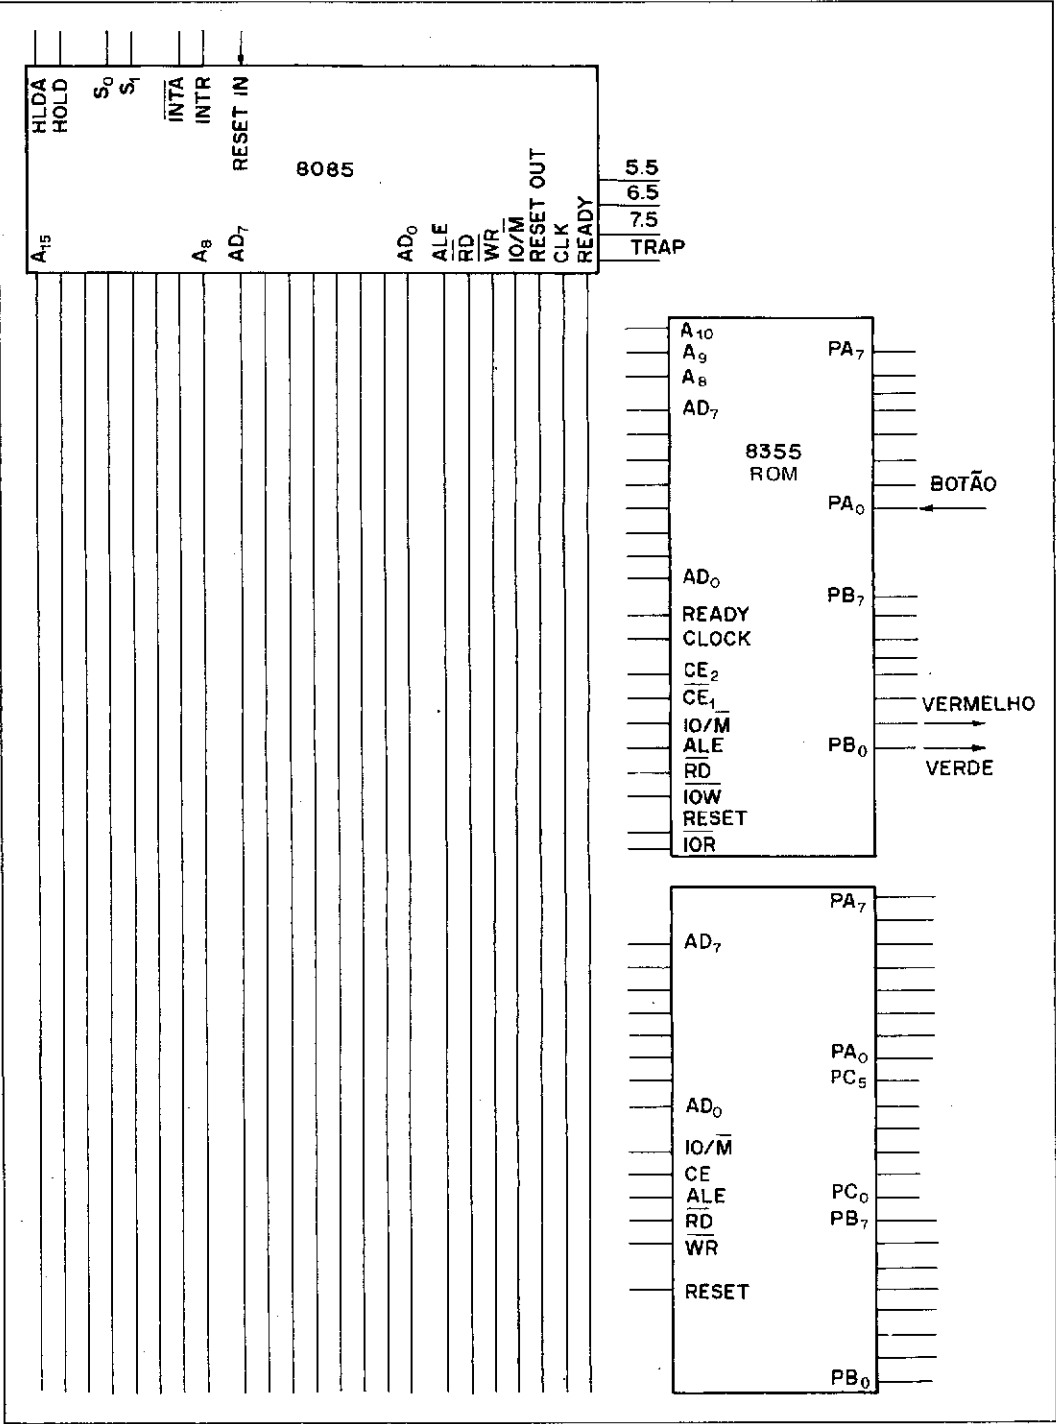 HLDA
HOLD
S0
S1
INTA
INTR
RESET IN
8085
A15
A8
AD7
AD0
ALE
RD
WR
IO/M
RESET OUT
CLK
READY
5.5
6.5
7.5
TRAP
A10
A9
A8
AD7
8355
ROM
AD0
READY
CLOCK
CE2
CE1
IO/M
ALE
RD
IOW
RESET
IOR
PA7
PA0
BOTÃO
PB7
VERMELHO
PB0
VERDE
AD7
AD0
IO/M
CE
ALE
RD
WR
RESET
PA7
PA0
PC5
PC0
PB7
PB0